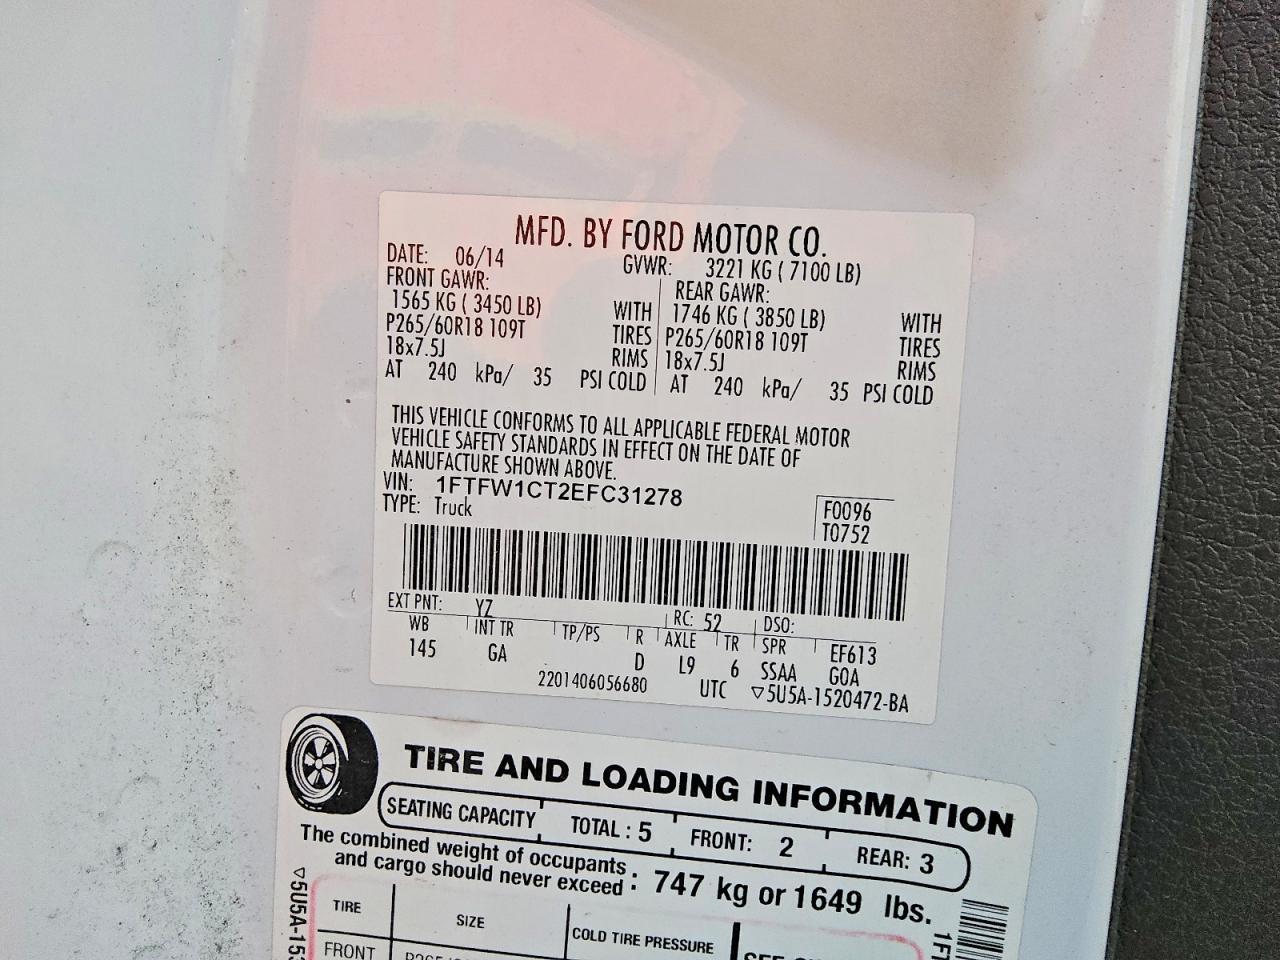 MFD. BY FORD MOTOR CO.
DATE: 06/14 GVWR: 3221 KG ( 7100 LB)
FRONT GAWR: REAR GAWR:
1565 KG ( 3450 LB) WITH 1746 KG ( 3850 LB) WITH
P265/60R18 109T TIRES P265/60R18 109T TIRES
18x7.5J RIMS 18x7.5J RIMS
AT 240 kPa/ 35 PSI COLD AT 240 kPa/ 35 PSI COLD
THIS VEHICLE CONFORMS TO ALL APPLICABLE FEDERAL MOTOR
VEHICLE SAFETY STANDARDS IN EFFECT ON THE DATE OF
MANUFACTURE SHOWN ABOVE.
VIN: 1FTFW1CT2EFC31278
TYPE: Truck
F0096
T0752
EXT PNT: YZ RC: 52 DSO:
WB INT TR TP/PS R AXLE TR SPR EF613
145 GA D L9 6 SSAA GOA
2201406056680 UTC ▽5U5A-1520472-BA
TIRE AND LOADING INFORMATION
SEATING CAPACITY TOTAL : 5 FRONT: 2 REAR: 3
The combined weight of occupants
and cargo should never exceed : 747 kg or 1649 lbs.
TIRE SIZE COLD TIRE PRESSURE
FRONT
▽5U5A-153
1FT